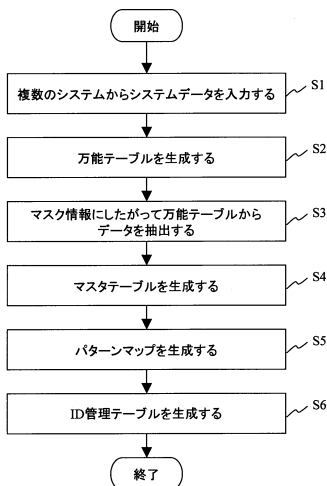 開始
複数のシステムからシステムデータを入力する
S1
万能テーブルを生成する
S2
マスク情報にしたがって万能テーブルから
データを抽出する
S3
マスタテーブルを生成する
S4
パターンマップを生成する
S5
ID管理テーブルを生成する
S6
終了